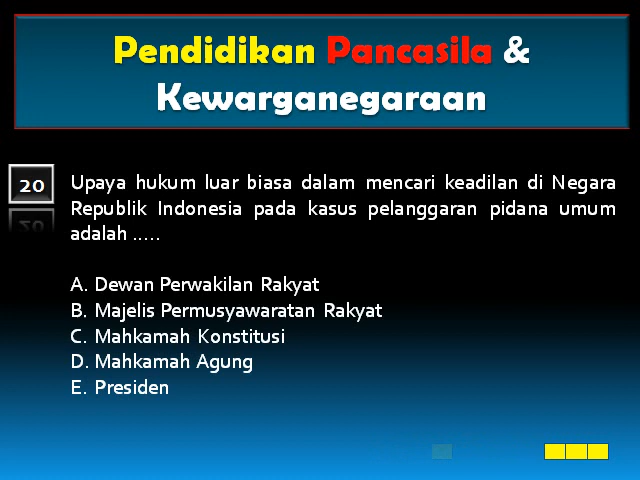 Pendidikan Pancasila &
Kewarganegaraan
20
Upaya hukum luar biasa dalam mencari keadilan di Negara
Republik Indonesia pada kasus pelanggaran pidana umum
adalah .....
A. Dewan Perwakilan Rakyat
B. Majelis Permusyawaratan Rakyat
C. Mahkamah Konstitusi
D. Mahkamah Agung
E. Presiden